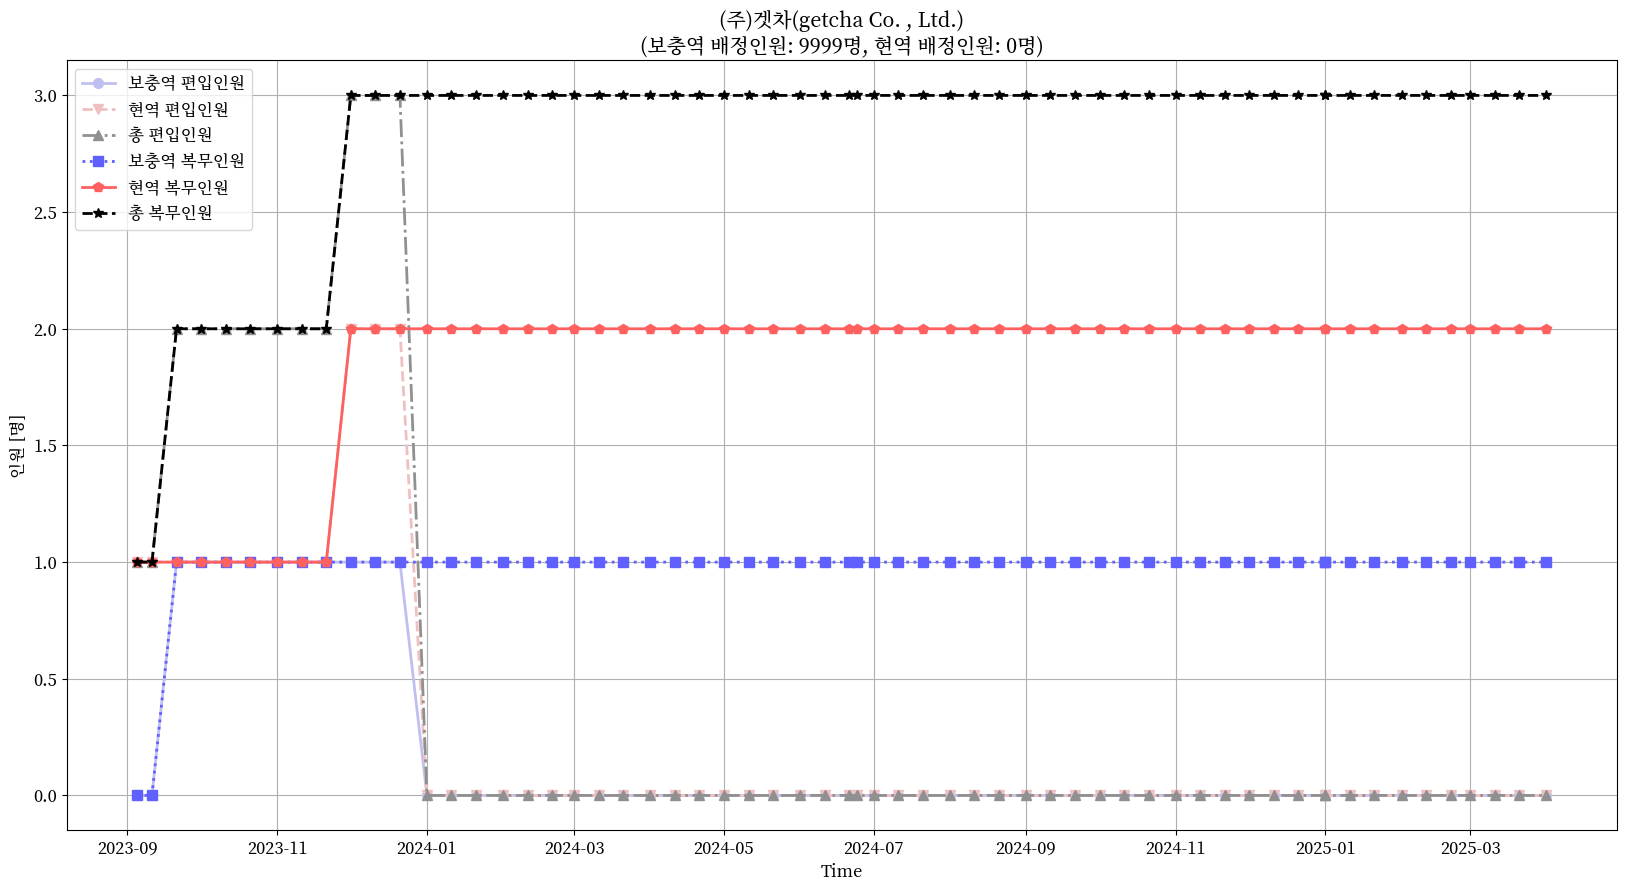 (주)겟차(getcha Co. , Ltd.)
(보충역 배정인원: 9999명, 현역 배정인원: 0명)
보충역 편입인원
현역 편입인원
총 편입인원
보충역 복무인원
현역 복무인원
총 복무인원
3.0
2.5
2.0
1.5
1.0
0.5
0.0
인원 [명]
2023-09
2023-11
2024-01
2024-03
2024-05
2024-07
2024-09
2024-11
2025-01
2025-03
Time